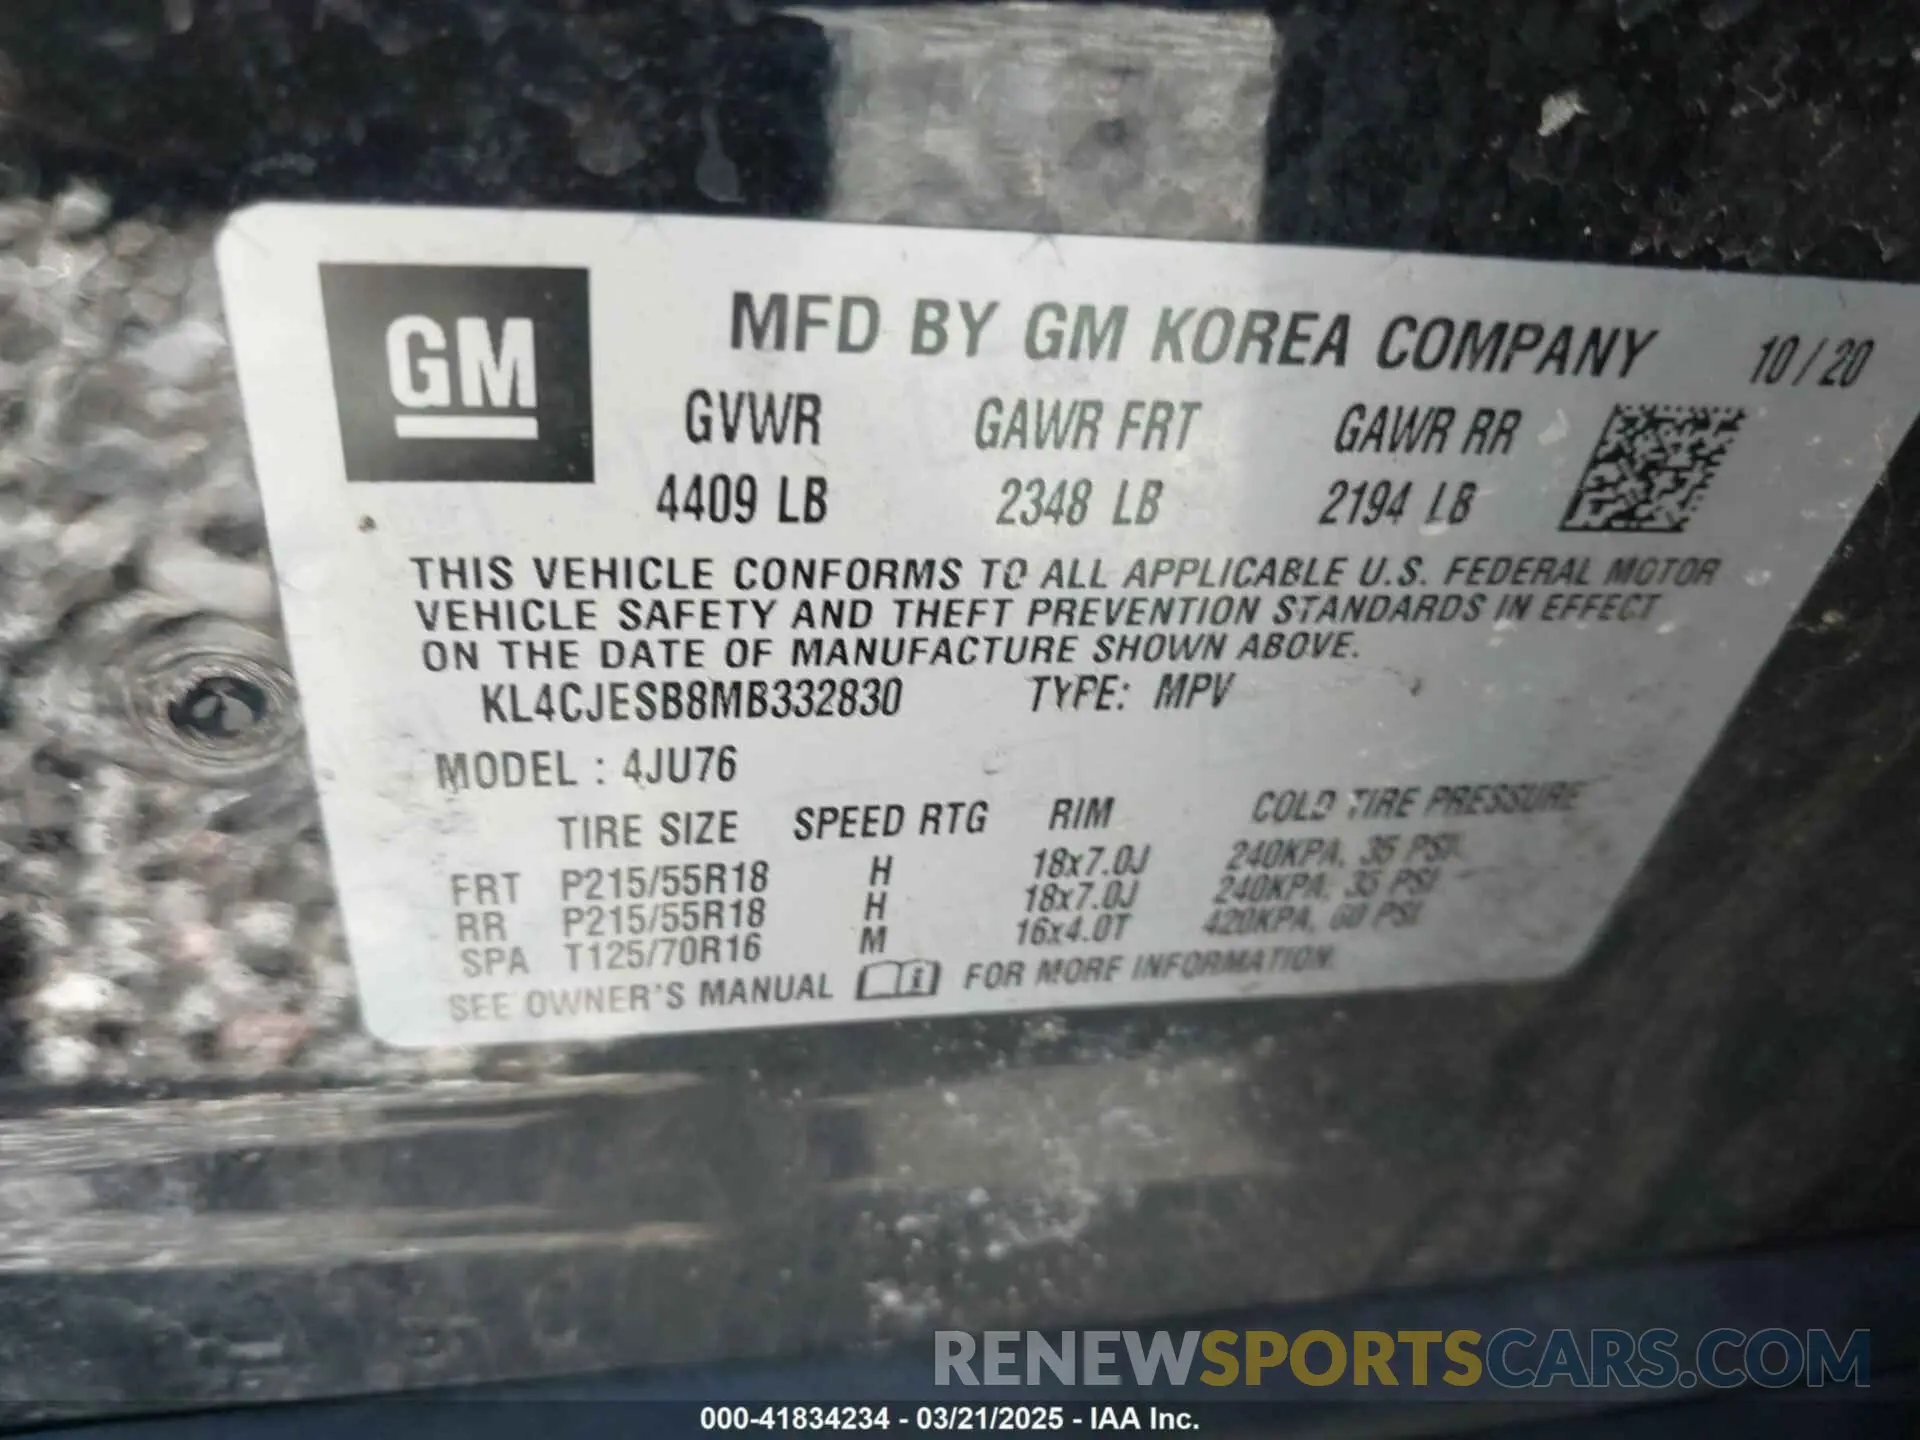 GM
MFD BY GM KOREA COMPANY 10/20
GVWR GAWR FRT GAWR RR
4409 LB 2348 LB 2194 LB
THIS VEHICLE CONFORMS TO ALL APPLICABLE U.S. FEDERAL MOTOR
VEHICLE SAFETY AND THEFT PREVENTION STANDARDS IN EFFECT
ON THE DATE OF MANUFACTURE SHOWN ABOVE.
KL4CJESB8MB332830 TYPE: MPV
MODEL : 4JU76
TIRE SIZE SPEED RTG RIM COLD TIRE PRESSURE
FRT P215/55R18 H 18x7.0J 240KPA, 35 PSI
RR P215/55R18 H 18x7.0J 240KPA, 35 PSI
SPA T125/70R16 M 16x4.0T 420KPA, 60 PSI
SEE OWNER'S MANUAL i FOR MORE INFORMATION
RENEWSPORTSCARS.COM
000-41834234 - 03/21/2025 - IAA Inc.